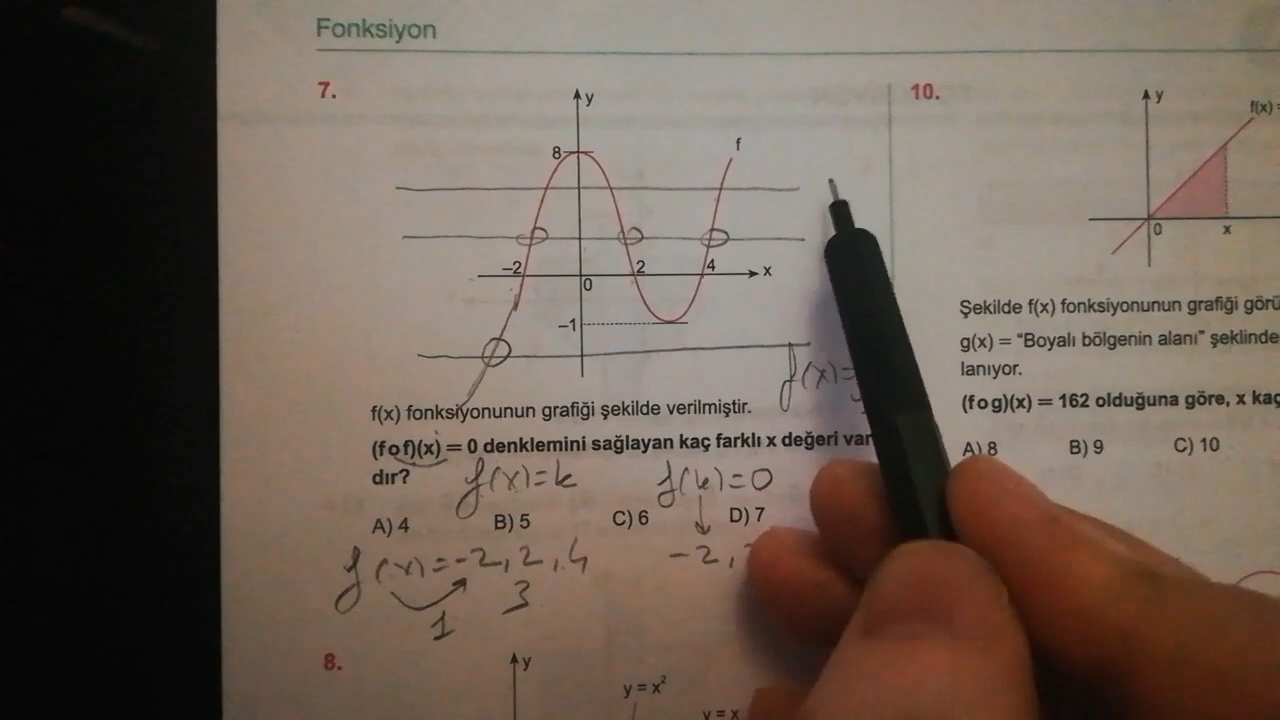 Fonksiyon
7.
y
8
f
-2
2
4
x
0
-1
f(x)=
f(x) fonksiyonunun grafiği şekilde verilmiştir.
(fof)(x) = 0 denklemini sağlayan kaç farklı x değeri var
dır?
f(x)=k
f(k)=0
A) 4
B) 5
C) 6
D) 7
f(x)=-2, 2, 4
-2,
1
3
8.
y
y = x²
y = x
10.
y
f(x) =
0
x
Şekilde f(x) fonksiyonunun grafiği görü
g(x) = "Boyalı bölgenin alanı" şeklinde
lanıyor.
(fog)(x) = 162 olduğuna göre, x kaç
A) 8
B) 9
C) 10